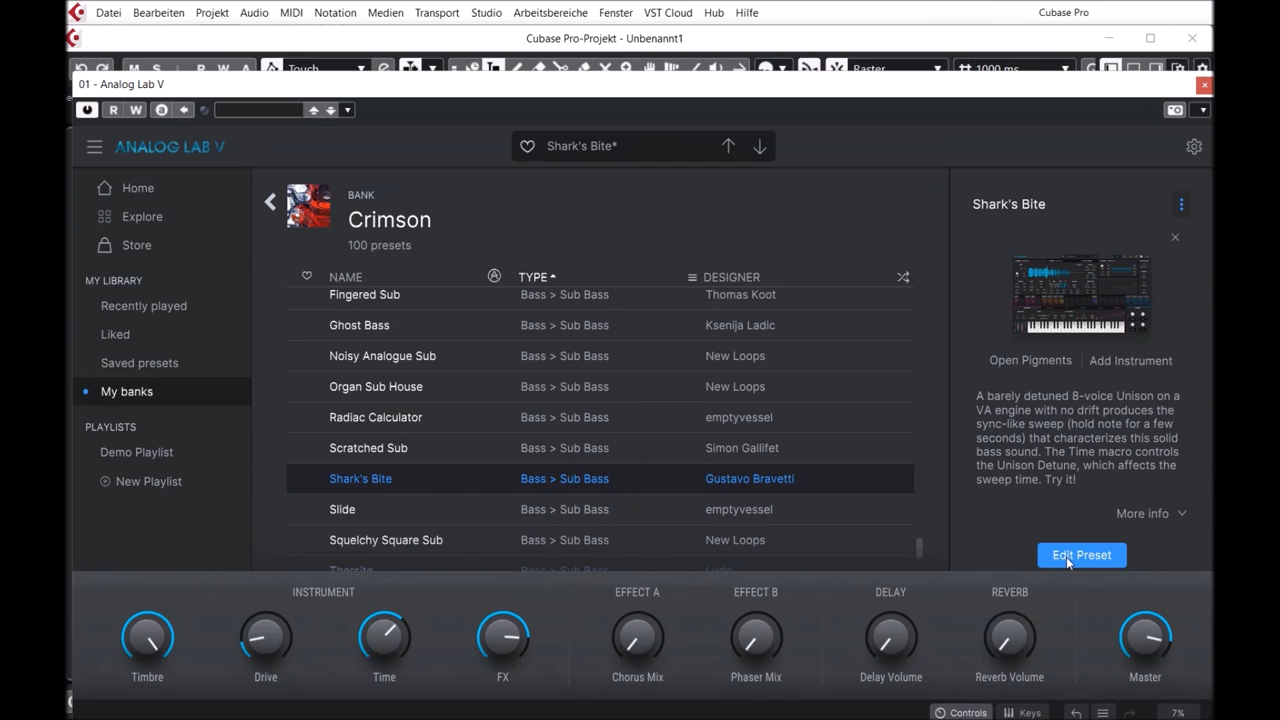 Datei Bearbeiten Projekt Audio MIDI Notation Medien Transport Studio Arbeitsbereiche Fenster VST Cloud Hub Hilfe Cubase Pro
Cubase Pro-Projekt - Unbenannt1
M S R W A Touch Raster 1000 ms
01 - Analog Lab V
R W
ANALOG LAB V
Shark's Bite*
Home
Explore
Store
MY LIBRARY
Recently played
Liked
Saved presets
My banks
PLAYLISTS
Demo Playlist
New Playlist
BANK
Crimson
100 presets
NAME TYPE DESIGNER
Fingered Sub Bass > Sub Bass Thomas Koot
Ghost Bass Bass > Sub Bass Ksenija Ladic
Noisy Analogue Sub Bass > Sub Bass New Loops
Organ Sub House Bass > Sub Bass New Loops
Radiac Calculator Bass > Sub Bass emptyvessel
Scratched Sub Bass > Sub Bass Simon Gallifet
Shark's Bite Bass > Sub Bass Gustavo Bravetti
Slide Bass > Sub Bass emptyvessel
Squelchy Square Sub Bass > Sub Bass New Loops
Bass > Sub Bass
Shark's Bite
Open Pigments Add Instrument
A barely detuned 8-voice Unison on a
VA engine with no drift produces the
sync-like sweep (hold note for a few
seconds) that characterizes this solid
bass sound. The Time macro controls
the Unison Detune, which affects the
sweep time. Try it!
More info
Edit Preset
INSTRUMENT EFFECT A EFFECT B DELAY REVERB
Timbre Drive Time FX Chorus Mix Phaser Mix Delay Volume Reverb Volume Master
Controls Keys 7%